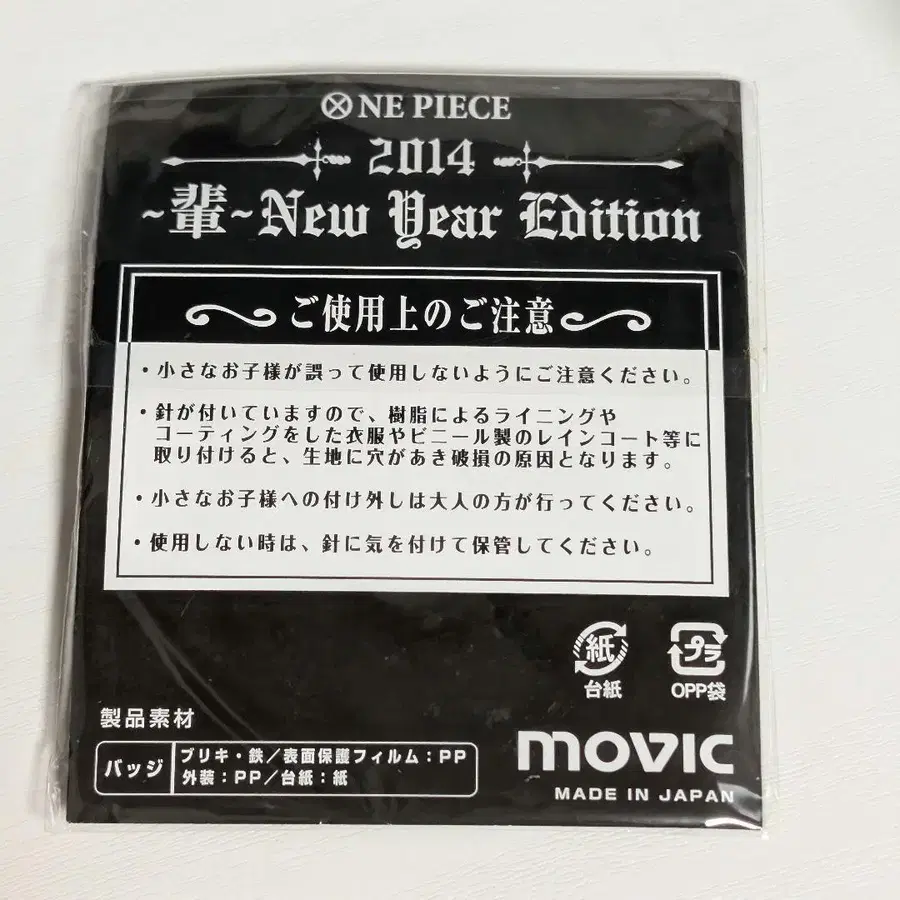 ONE PIECE
2014
~輩~New Year Edition
ご使用上のご注意
・小さなお子様が誤って使用しないようにご注意ください。
・針が付いていますので、樹脂によるライニングや
コーティングをした衣服やビニール製のレインコート等に
取り付けると、生地に穴があき破損の原因となります。
・小さなお子様への付け外しは大人の方が行ってください。
・使用しない時は、針に気を付けて保管してください。
紙 プラ
台紙 OPP袋
製品素材
バッジ ブリキ・鉄/表面保護フィルム:PP
外装:PP/台紙:紙
movic
MADE IN JAPAN